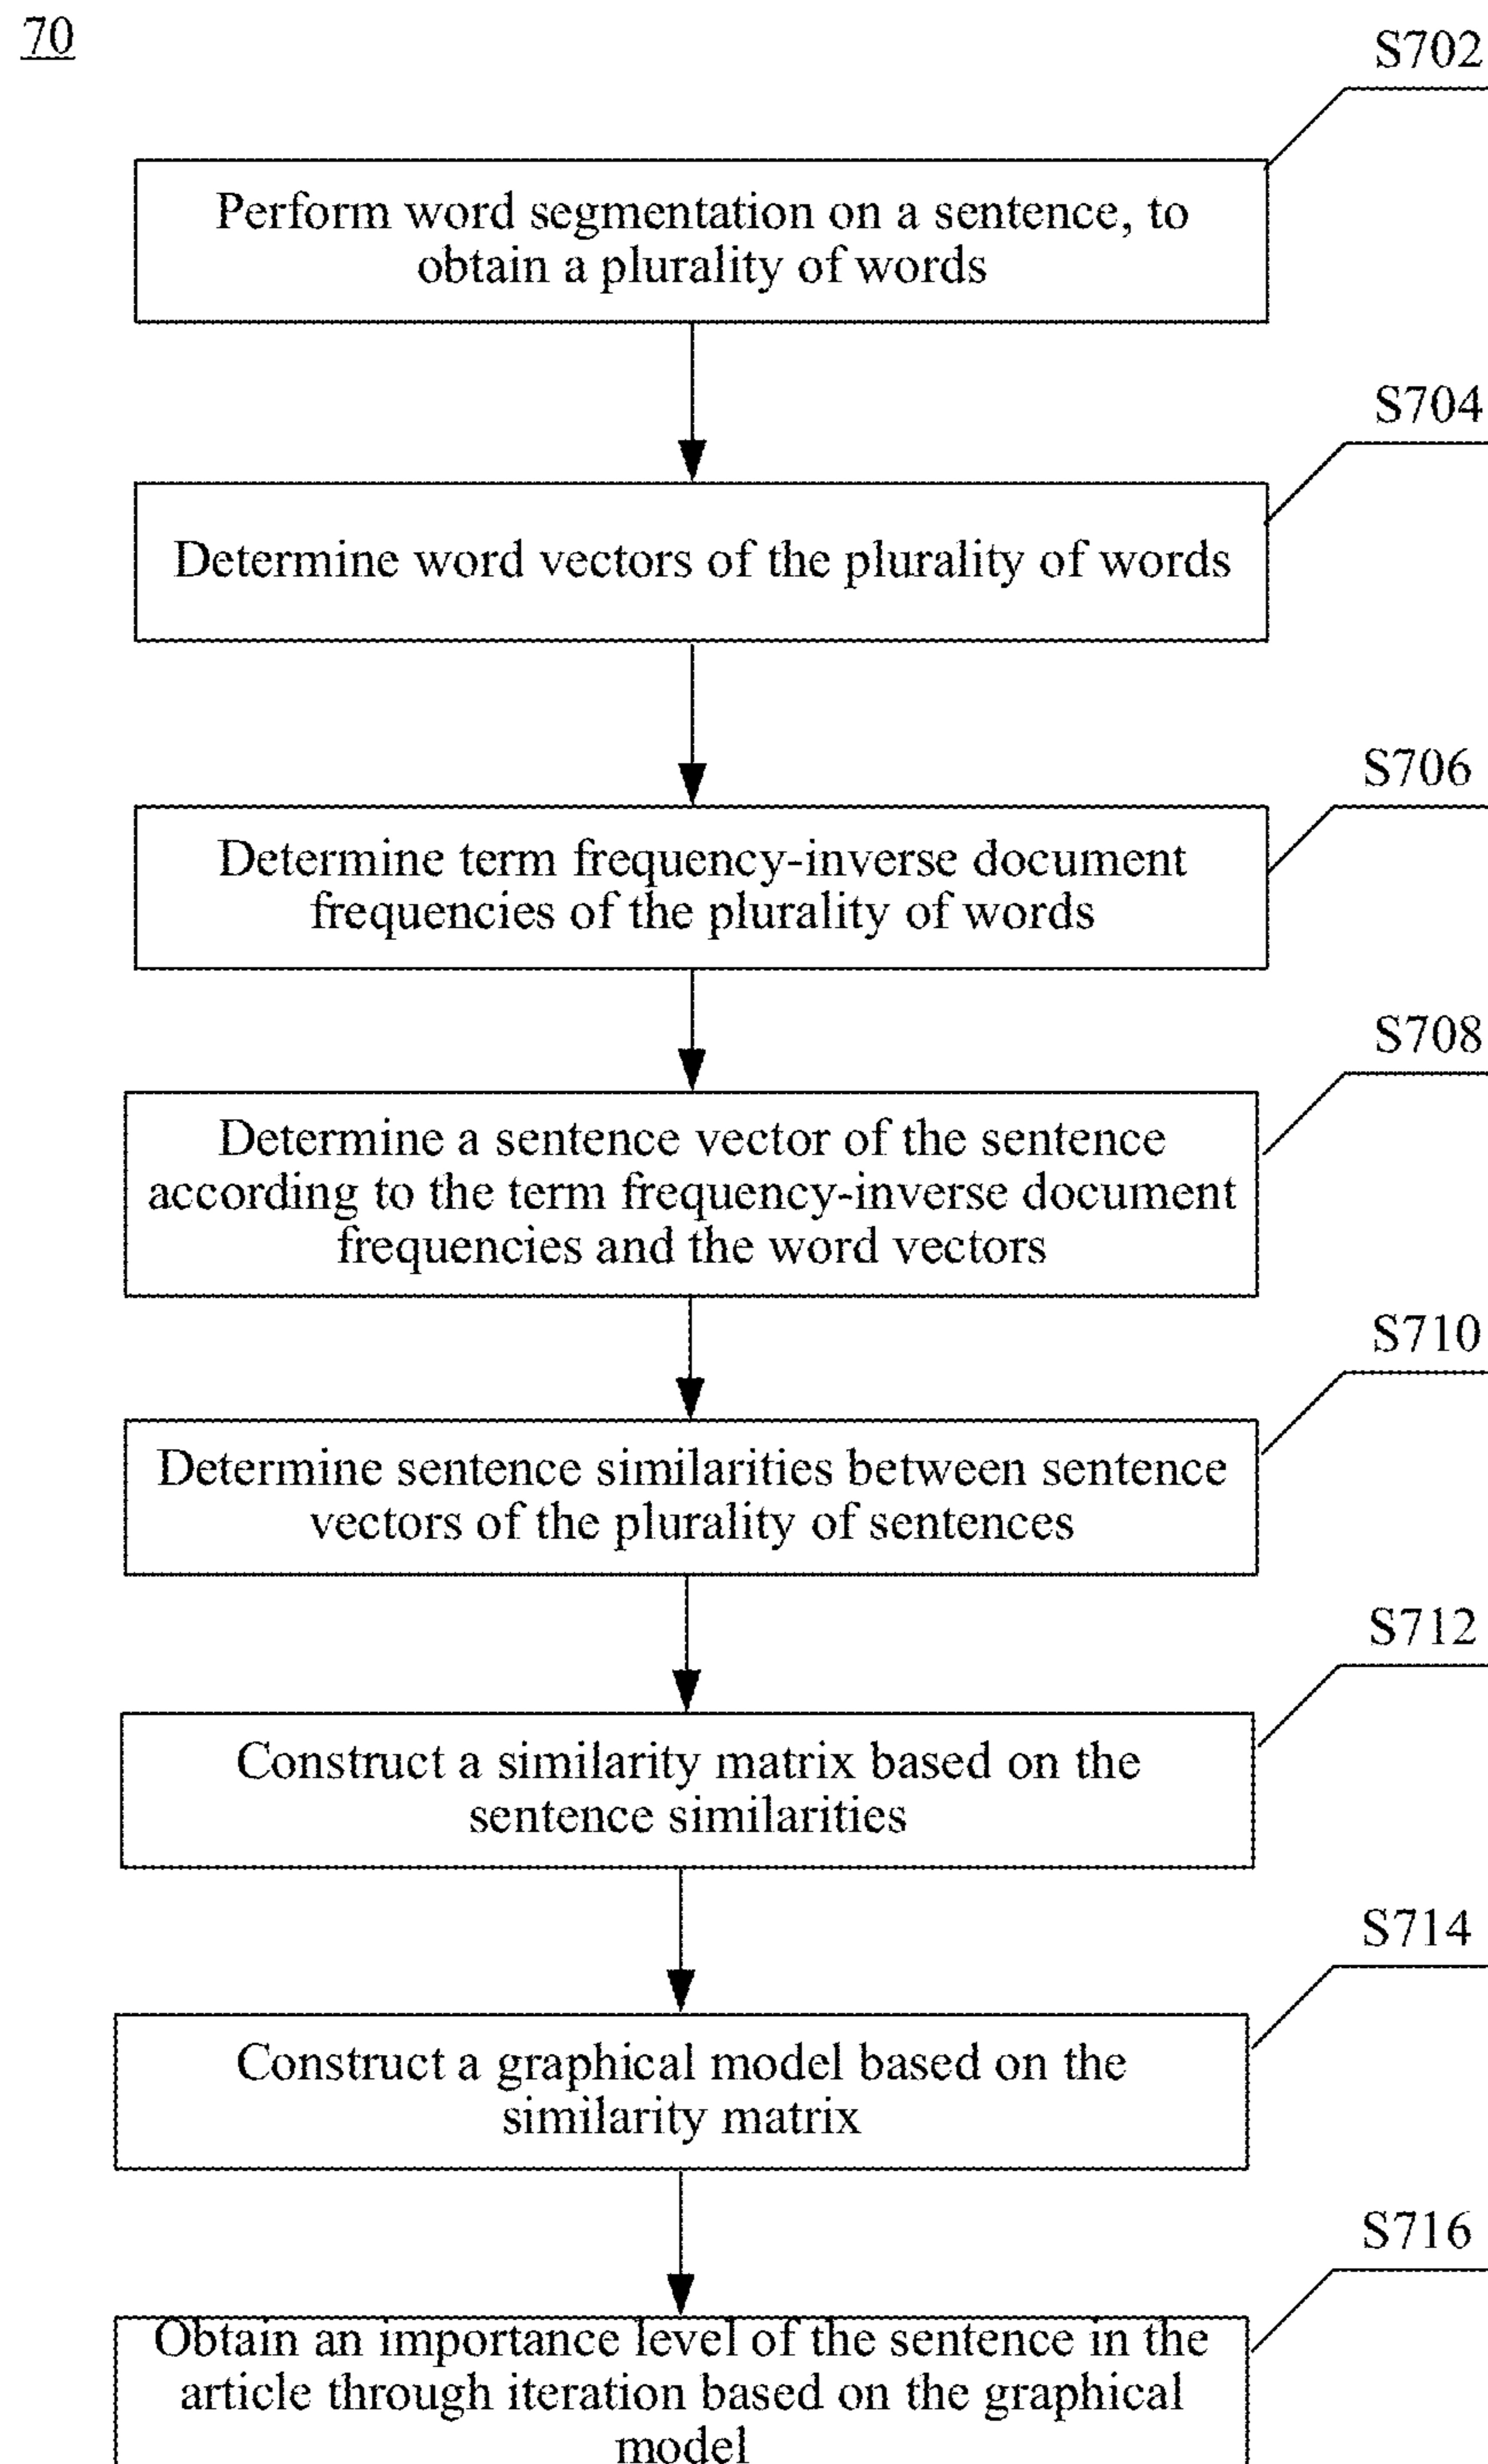 70
S702
Perform word segmentation on a sentence, to
obtain a plurality of words
S704
Determine word vectors of the plurality of words
S706
Determine term frequency-inverse document
frequencies of the plurality of words
S708
Determine a sentence vector of the sentence
according to the term frequency-inverse document
frequencies and the word vectors
S710
Determine sentence similarities between sentence
vectors of the plurality of sentences
S712
Construct a similarity matrix based on the
sentence similarities
S714
Construct a graphical model based on the
similarity matrix
S716
Obtain an importance level of the sentence in the
article through iteration based on the graphical
model